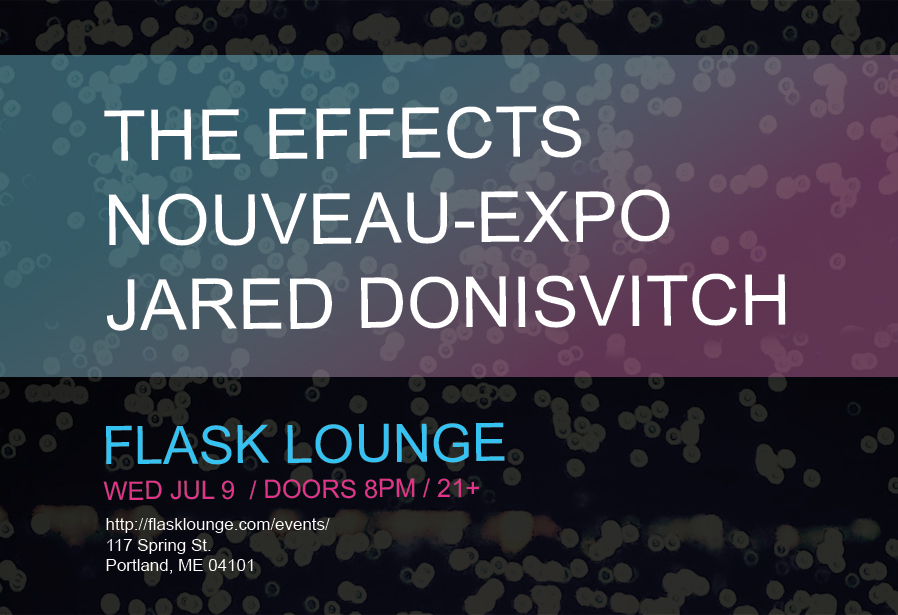 THE EFFECTS
NOUVEAU-EXPO
JARED DONISVITCH
FLASK LOUNGE
WED JUL 9 / DOORS 8PM / 21+
http://flasklounge.com/events/
117 Spring St.
Portland, ME 04101